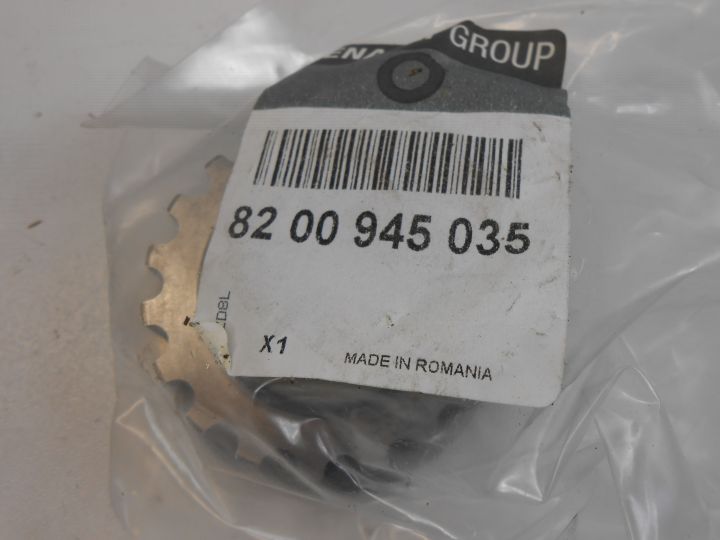 GROUP
82 00 945 035
X1
MADE IN ROMANIA